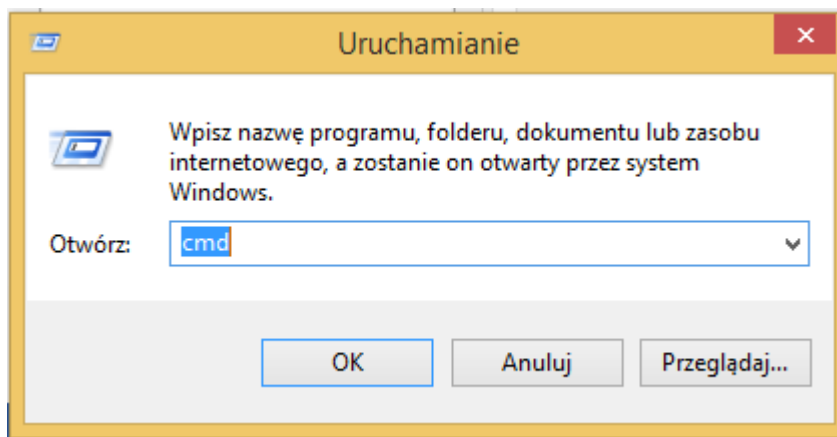 Uruchamianie
Wpisz nazwę programu, folderu, dokumentu lub zasobu
internetowego, a zostanie on otwarty przez system
Windows.
Otwórz: cmd
OK Anuluj Przeglądaj...